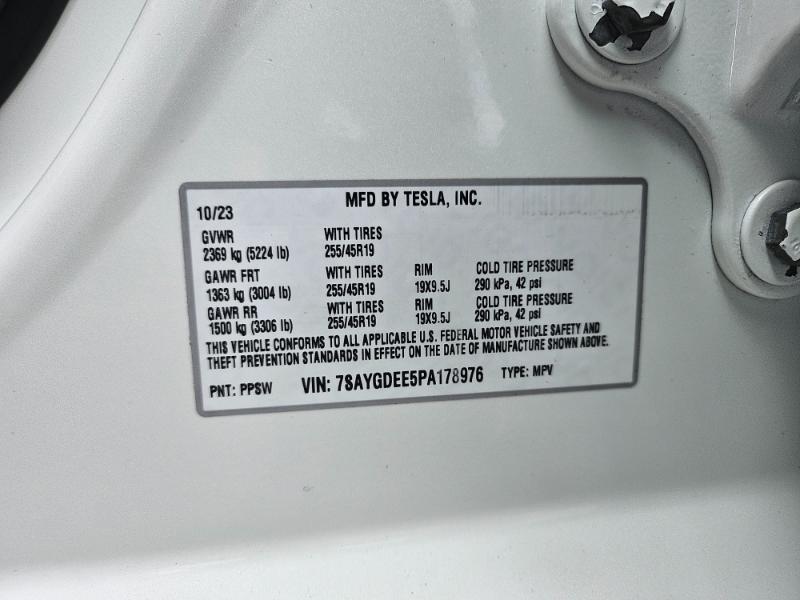 MFD BY TESLA, INC.
10/23
GVWR WITH TIRES
2369 kg (5224 lb) 255/45R19
GAWR FRT WITH TIRES RIM COLD TIRE PRESSURE
1363 kg (3004 lb) 255/45R19 19X9.5J 290 kPa, 42 psi
GAWR RR WITH TIRES RIM COLD TIRE PRESSURE
1500 kg (3306 lb) 255/45R19 19X9.5J 290 kPa, 42 psi
THIS VEHICLE CONFORMS TO ALL APPLICABLE U.S. FEDERAL MOTOR VEHICLE SAFETY AND
THEFT PREVENTION STANDARDS IN EFFECT ON THE DATE OF MANUFACTURE SHOWN ABOVE.
PNT: PPSW VIN: 7SAYGDEE5PA178976 TYPE: MPV